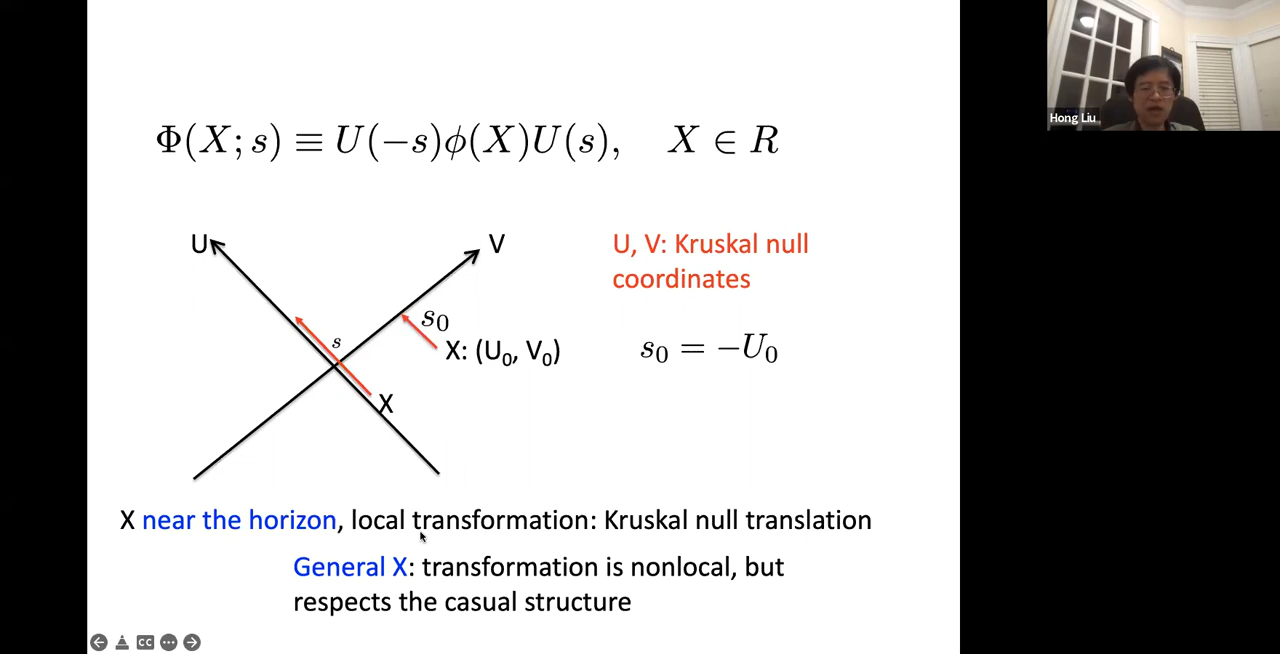 Φ(X; s) ≡ U(−s)ϕ(X)U(s), X ∈ R
Hong Liu
U
V
U, V: Kruskal null
coordinates
s
s₀
X: (U₀, V₀)
s₀ = −U₀
X
X near the horizon, local transformation: Kruskal null translation
General X: transformation is nonlocal, but
respects the casual structure
CC